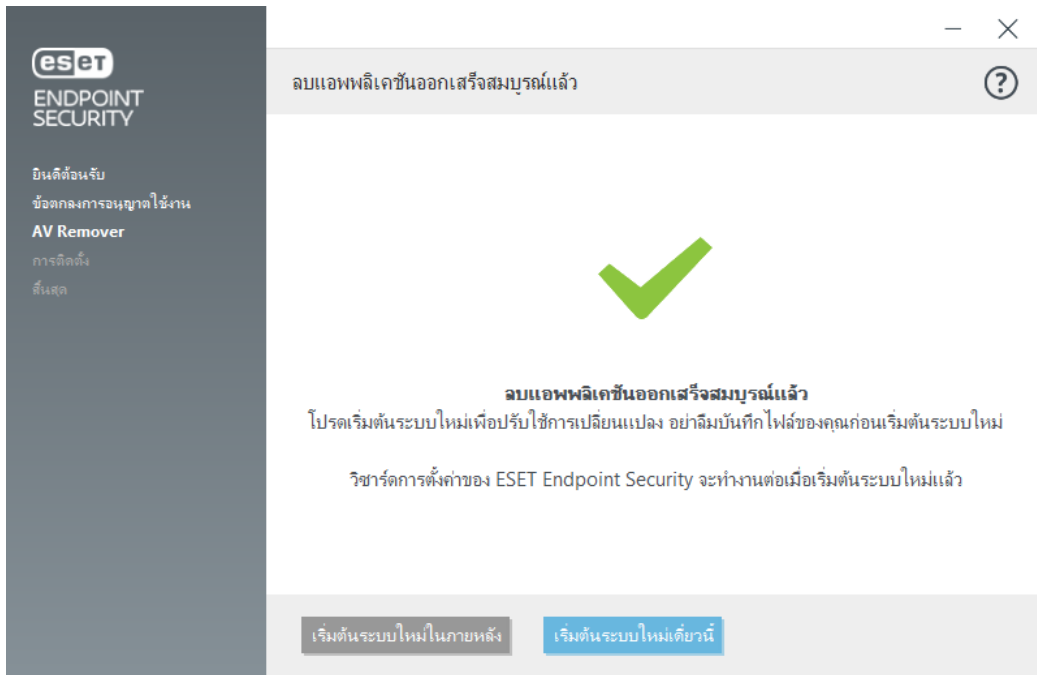 eset
ENDPOINT
SECURITY
ยินดีต้อนรับ
ข้อตกลงการอนุญาตใช้งาน
AV Remover
การติดตั้ง
สิ้นสุด
ลบแอพพลิเคชันออกเสร็จสมบูรณ์แล้ว
?
ลบแอพพลิเคชันออกเสร็จสมบูรณ์แล้ว
โปรดเริ่มต้นระบบใหม่เพื่อปรับใช้การเปลี่ยนแปลง อย่าลืมบันทึกไฟล์ของคุณก่อนเริ่มต้นระบบใหม่
วิซาร์ดการตั้งค่าของ ESET Endpoint Security จะทำงานต่อเมื่อเริ่มต้นระบบใหม่แล้ว
เริ่มต้นระบบใหม่ในภายหลัง
เริ่มต้นระบบใหม่เดี๋ยวนี้